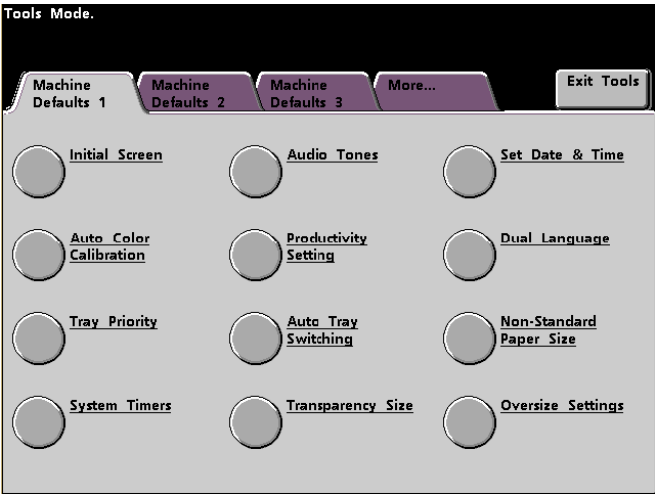 Tools Mode.
Machine
Defaults 1
Machine
Defaults 2
Machine
Defaults 3
More...
Exit Tools
Initial Screen
Audio Tones
Set Date & Time
Auto Color
Calibration
Productivity
Setting
Dual Language
Tray Priority
Auto Tray
Switching
Non-Standard
Paper Size
System Timers
Transparency Size
Oversize Settings